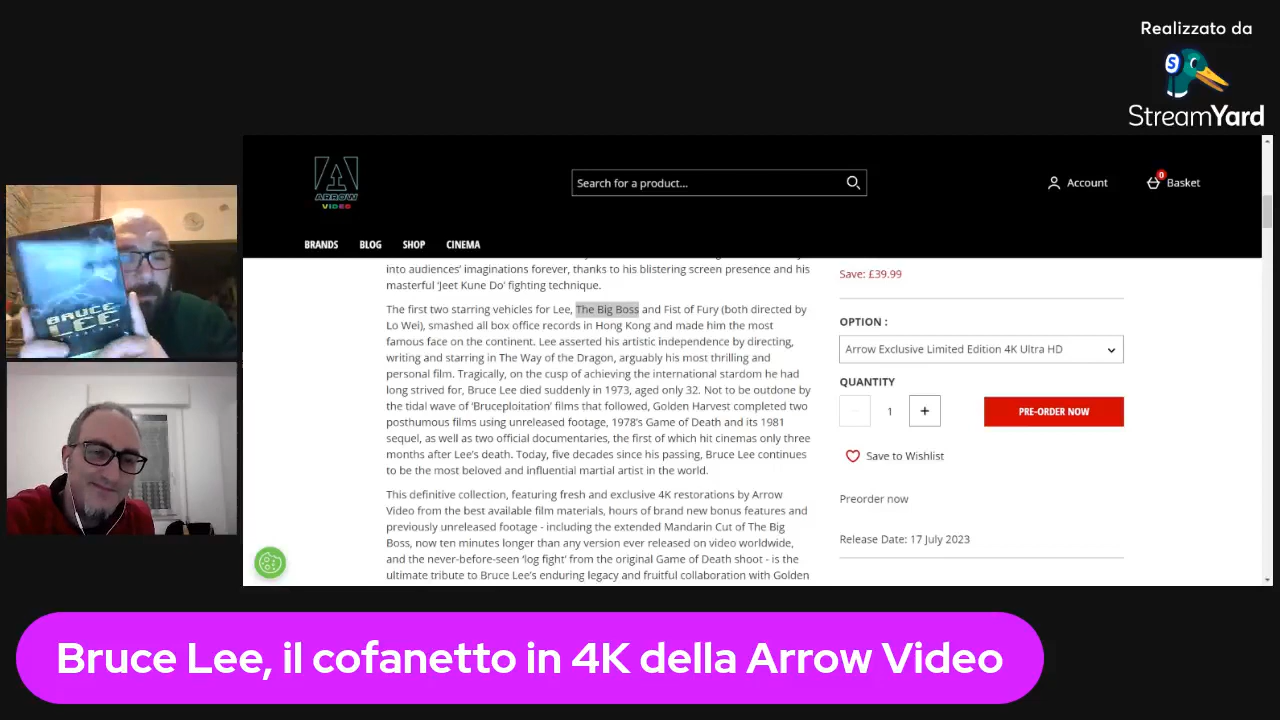 Realizzato da
StreamYard
ARROW
VIDEO
Search for a product...
Account
0
Basket
BRANDS
BLOG
SHOP
CINEMA
into audiences’ imaginations forever, thanks to his blistering screen presence and his
masterful ‘Jeet Kune Do’ fighting technique.
The first two starring vehicles for Lee, The Big Boss and Fist of Fury (both directed by
Lo Wei), smashed all box office records in Hong Kong and made him the most
famous face on the continent. Lee asserted his artistic independence by directing,
writing and starring in The Way of the Dragon, arguably his most thrilling and
personal film. Tragically, on the cusp of achieving the international stardom he had
long strived for, Bruce Lee died suddenly in 1973, aged only 32. Not to be outdone by
the tidal wave of ‘Bruceploitation’ films that followed, Golden Harvest completed two
posthumous films using unreleased footage, 1978’s Game of Death and its 1981
sequel, as well as two official documentaries, the first of which hit cinemas only three
months after Lee’s death. Today, five decades since his passing, Bruce Lee continues
to be the most beloved and influential martial artist in the world.
This definitive collection, featuring fresh and exclusive 4K restorations by Arrow
Video from the best available film materials, hours of brand new bonus features and
previously unreleased footage - including the extended Mandarin Cut of The Big
Boss, now ten minutes longer than any version ever released on video worldwide,
and the never-before-seen ‘log fight’ from the original Game of Death shoot - is the
ultimate tribute to Bruce Lee’s enduring legacy and fruitful collaboration with Golden
Save: £39.99
OPTION :
Arrow Exclusive Limited Edition 4K Ultra HD
QUANTITY
1
+
PRE-ORDER NOW
Save to Wishlist
Preorder now
Release Date: 17 July 2023
BRUCE
LEE
Bruce Lee, il cofanetto in 4K della Arrow Video